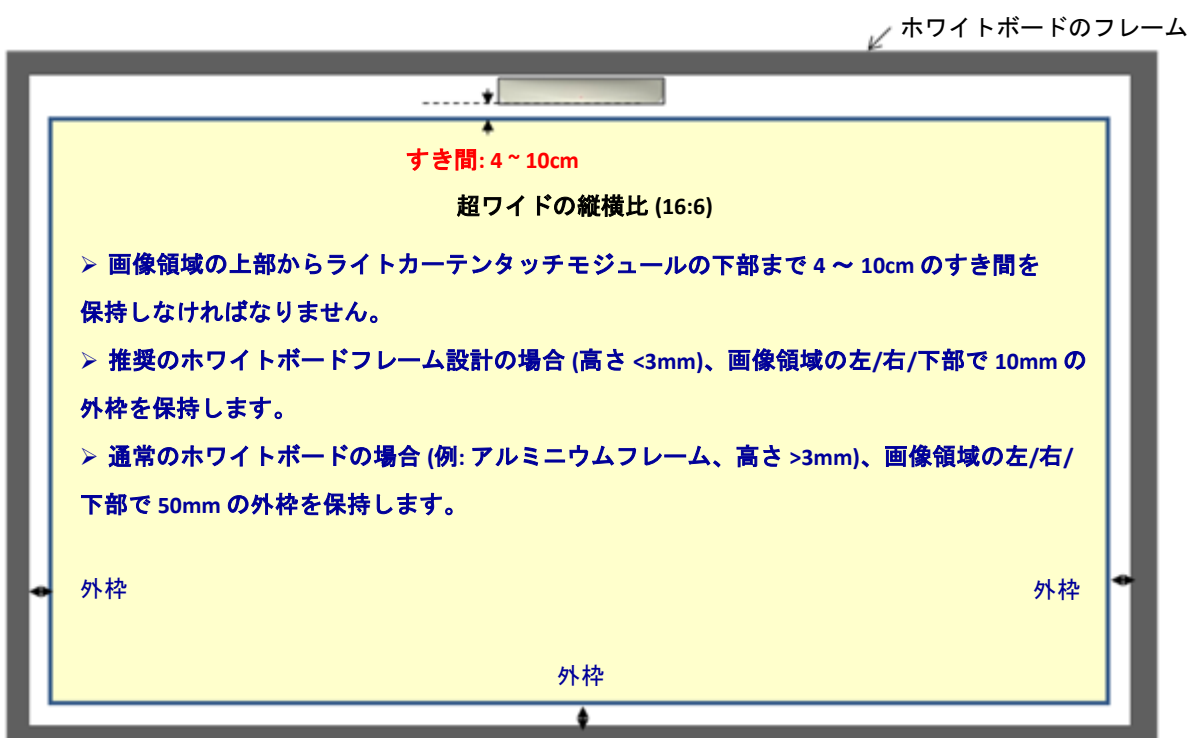 ホワイトボードのフレーム
すき間: 4 ~ 10cm
超ワイドの縦横比 (16:6)
➢ 画像領域の上部からライトカーテンタッチモジュールの下部まで 4 ～ 10cm のすき間を
保持しなければなりません。
➢ 推奨のホワイトボードフレーム設計の場合 (高さ <3mm)、画像領域の左/右/下部で 10mm の
外枠を保持します。
➢ 通常のホワイトボードの場合 (例: アルミニウムフレーム、高さ >3mm)、画像領域の左/右/
下部で 50mm の外枠を保持します。
外枠
外枠
外枠